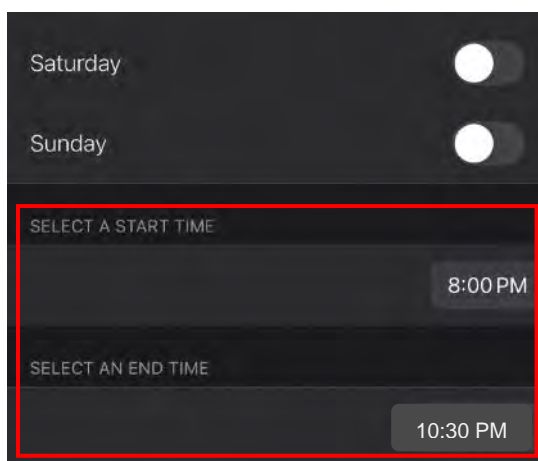 Saturday
Sunday
SELECT A START TIME
8:00 PM
SELECT AN END TIME
10:30 PM